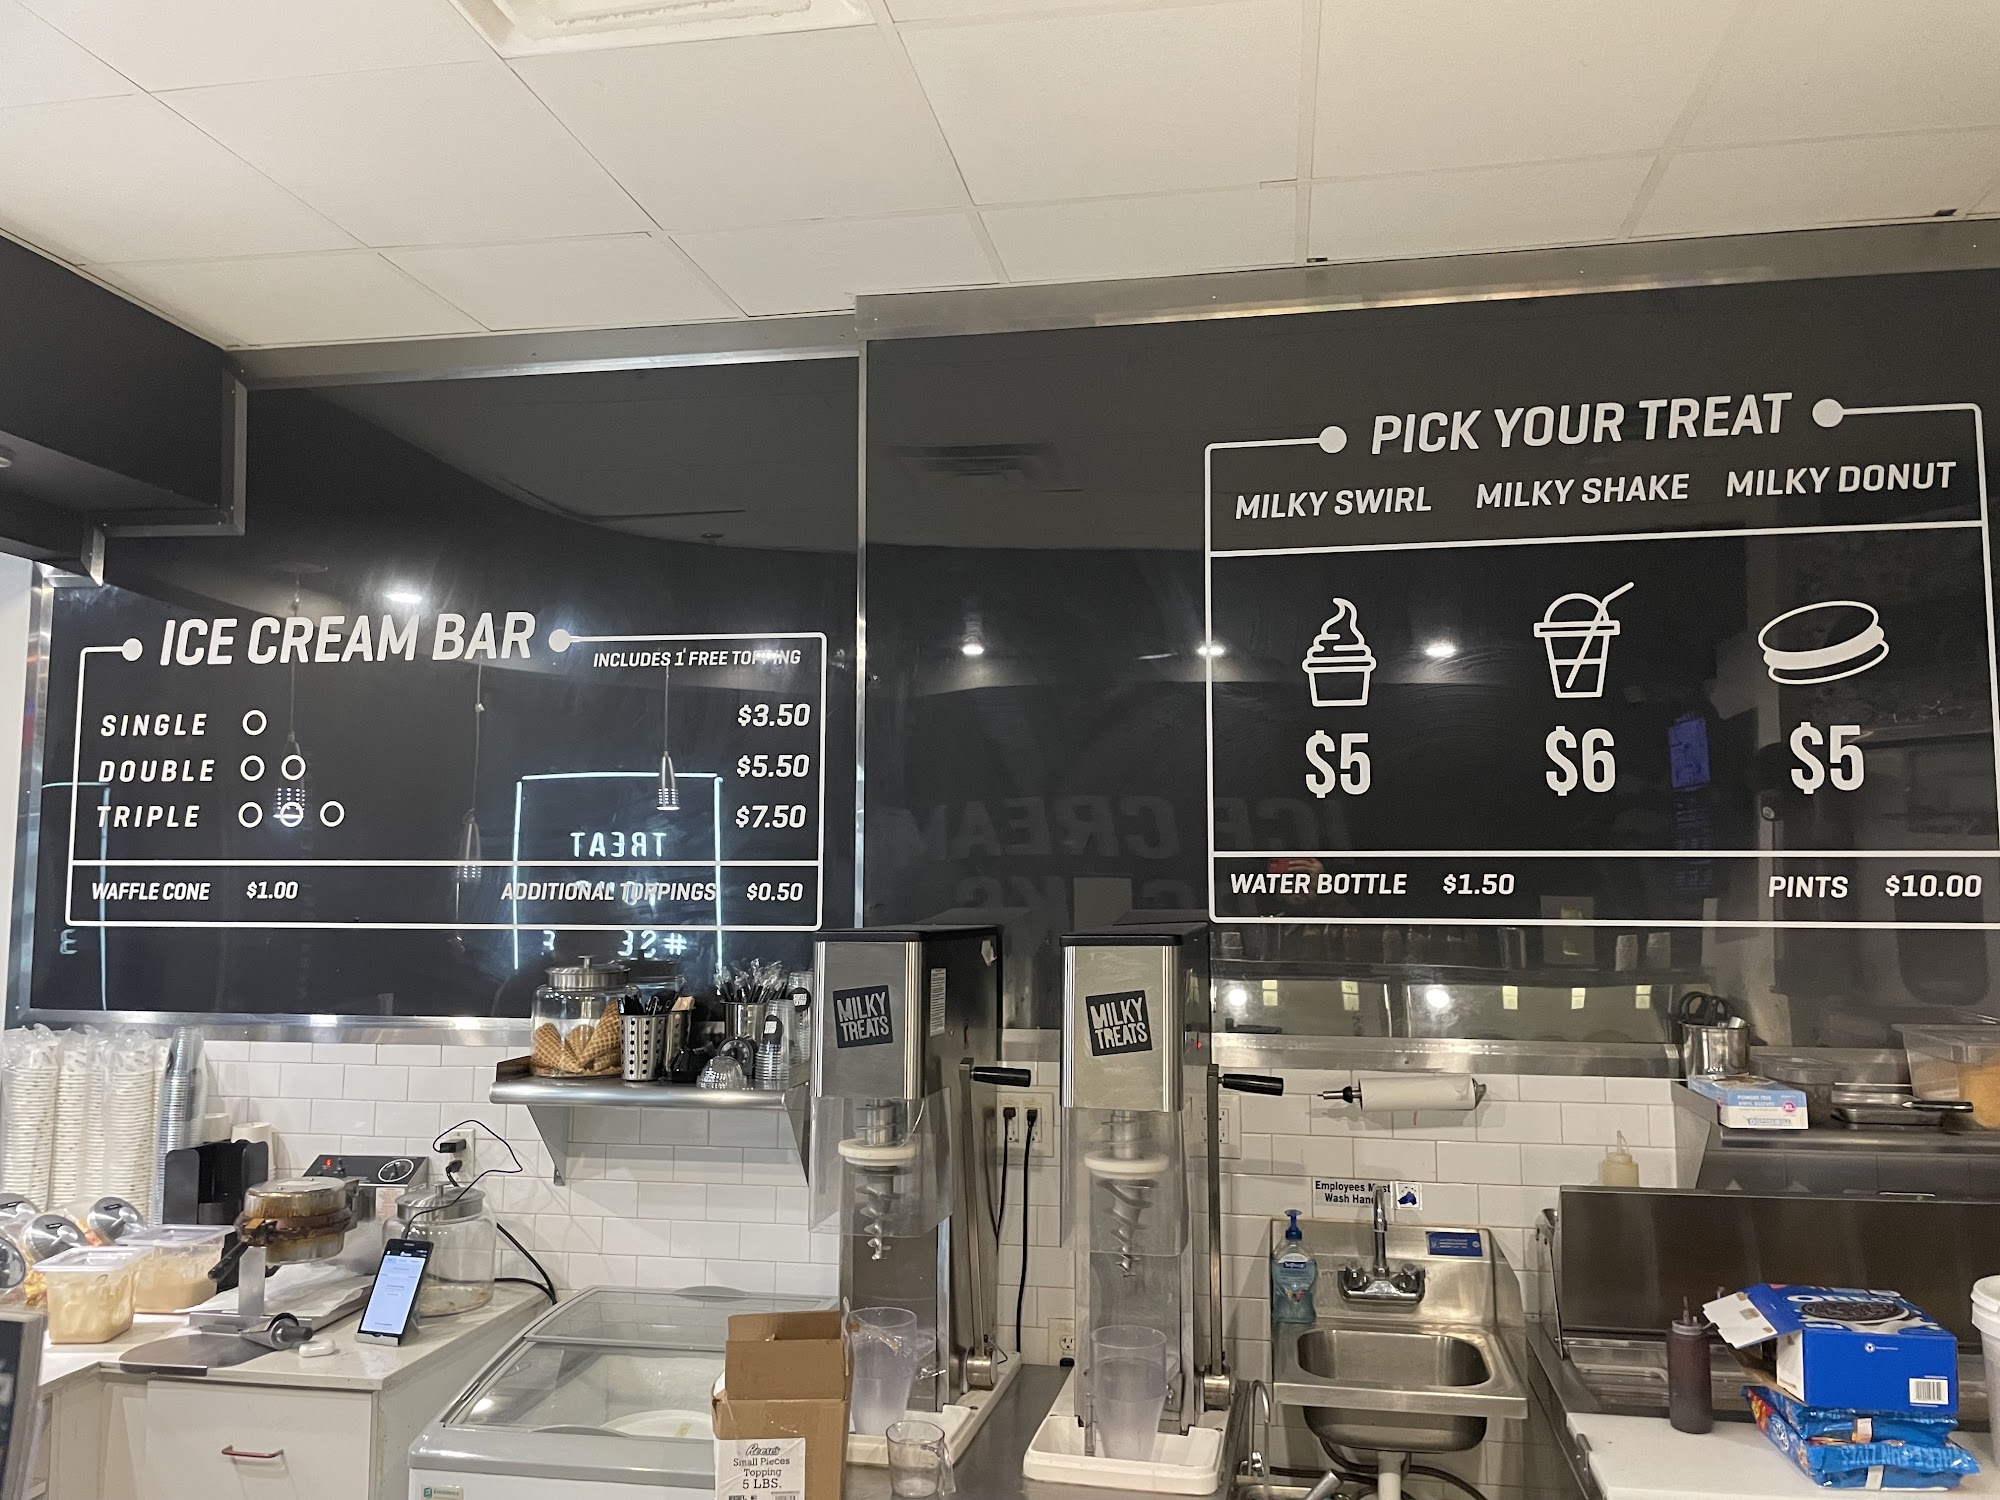 ICE CREAM BAR
INCLUDES 1 FREE TOPPING
SINGLE $3.50
DOUBLE $5.50
TRIPLE $7.50
WAFFLE CONE $1.00 ADDITIONAL TOPPINGS $0.50
PICK YOUR TREAT
MILKY SWIRL MILKY SHAKE MILKY DONUT
$5 $6 $5
WATER BOTTLE $1.50 PINTS $10.00
TREAT
ICE CREAM
MILKY
TREATS
MILKY
TREATS
Employees Must
Wash Hands
Reese's
Small Pieces
Topping
5 LBS.
OREO